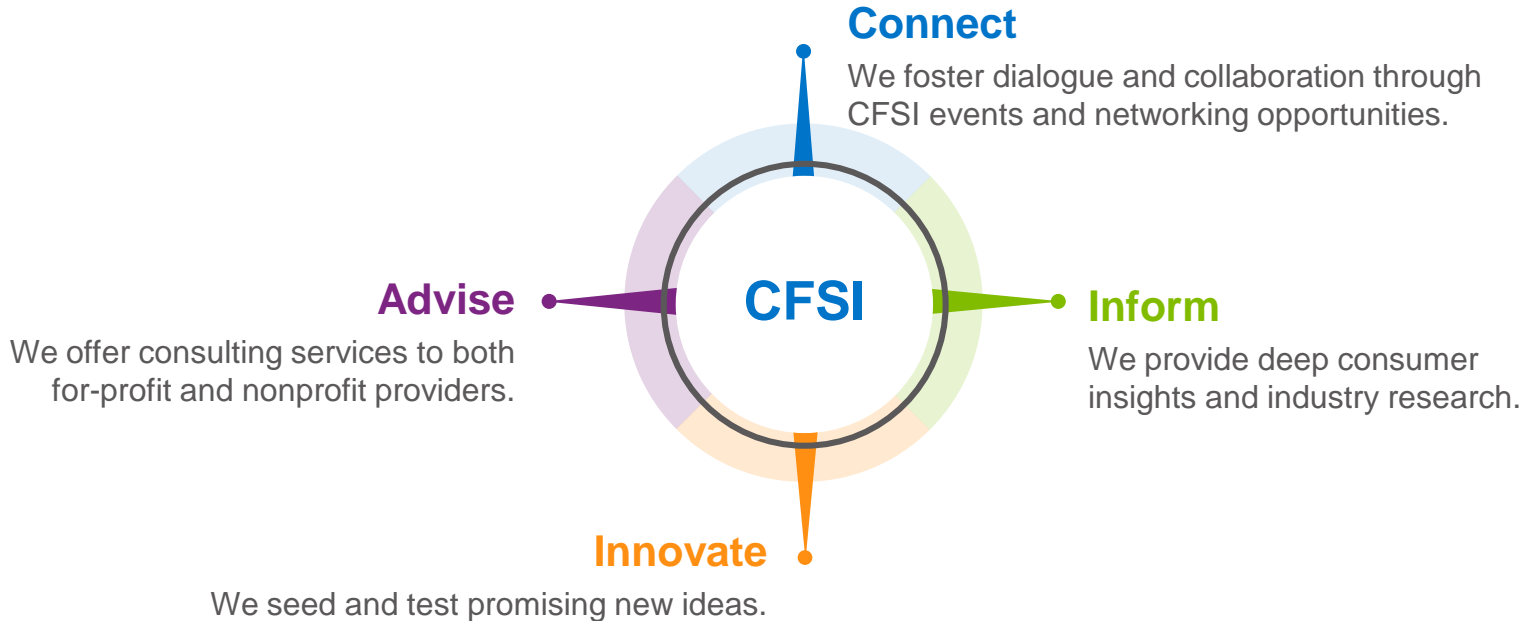 Connect
We foster dialogue and collaboration through
CFSI events and networking opportunities.
Advise
We offer consulting services to both
for-profit and nonprofit providers.
CFSI
Inform
We provide deep consumer
insights and industry research.
Innovate
We seed and test promising new ideas.